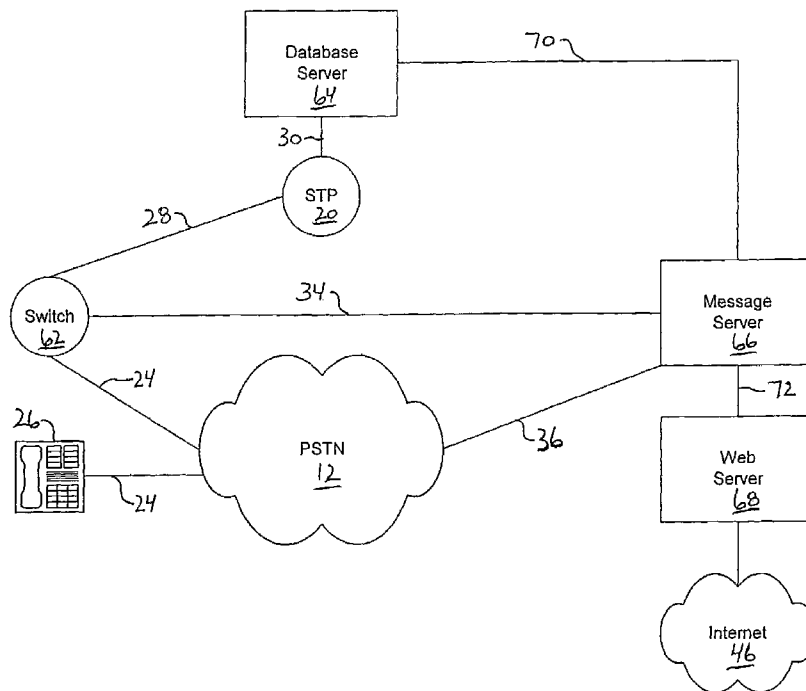 Database
Server
64
70
30
STP
20
28
Switch
62
34
Message
Server
66
24
26
24
PSTN
12
36
72
Web
Server
68
Internet
46